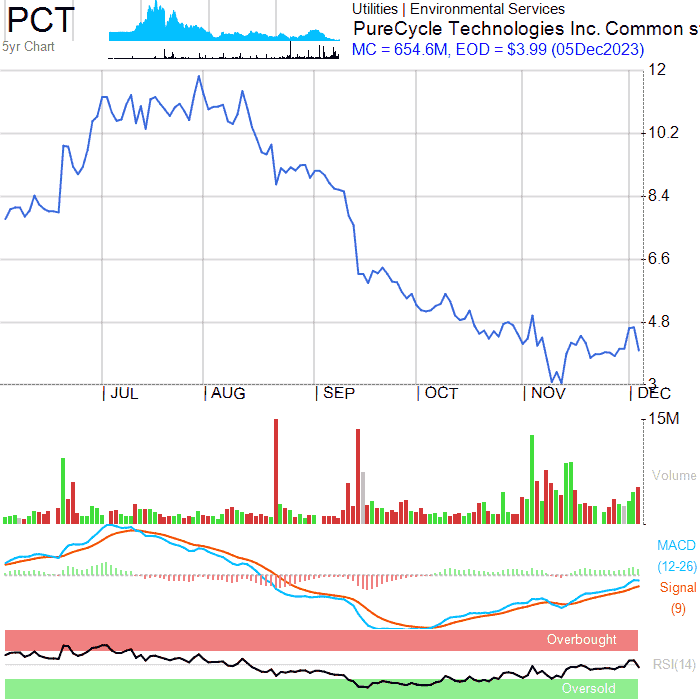 PCT
5yr Chart
Utilities | Environmental Services
PureCycle Technologies Inc. Common s
MC = 654.6M, EOD = $3.99 (05Dec2023)
12
10.2
8.4
6.6
4.8
3
JUL AUG SEP OCT NOV DEC
15M
Volume
MACD
(12-26)
Signal
(9)
Overbought
RSI(14)
Oversold